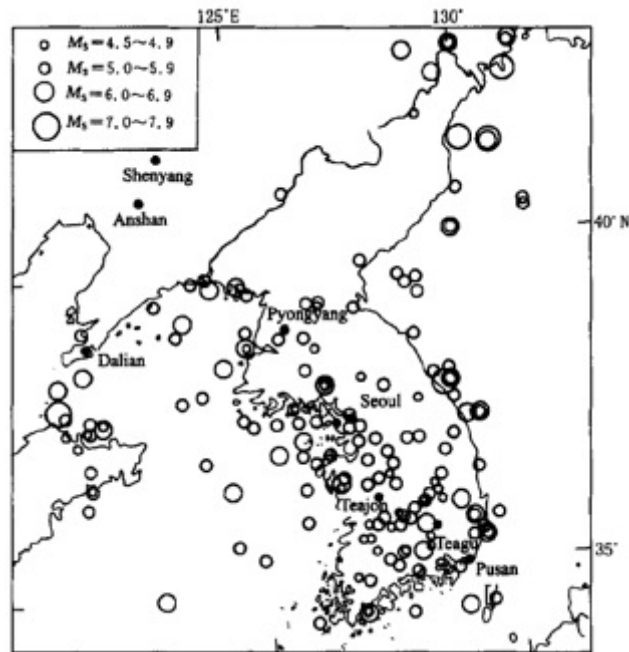 125°E 130°
Ms=4.5～4.9
Ms=5.0～5.9
Ms=6.0～6.9
Ms=7.0～7.9
Shenyang
Anshan
40°N
Pyongyang
Dalian
Seoul
Teajon
Teagu
35°
Pusan